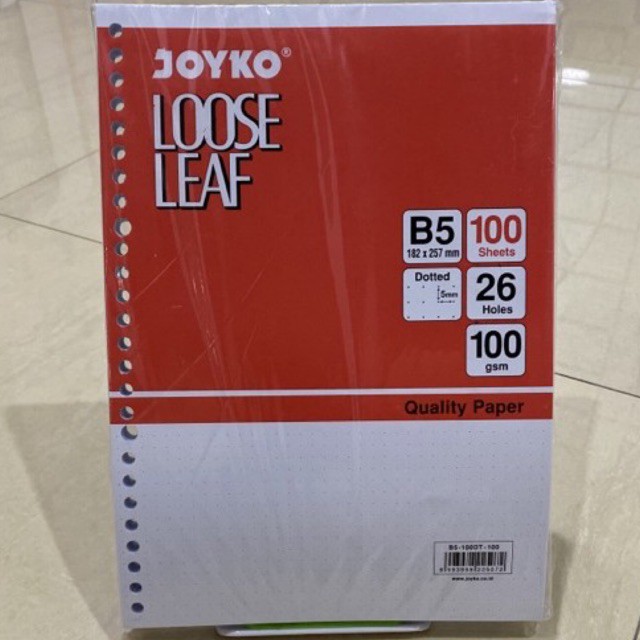 JOYKO®
LOOSE
LEAF
B5
182 x 257 mm
100
Sheets
Dotted
5mm
26
Holes
100
gsm
Quality Paper
B5-100DT-100
www.joyko.co.id